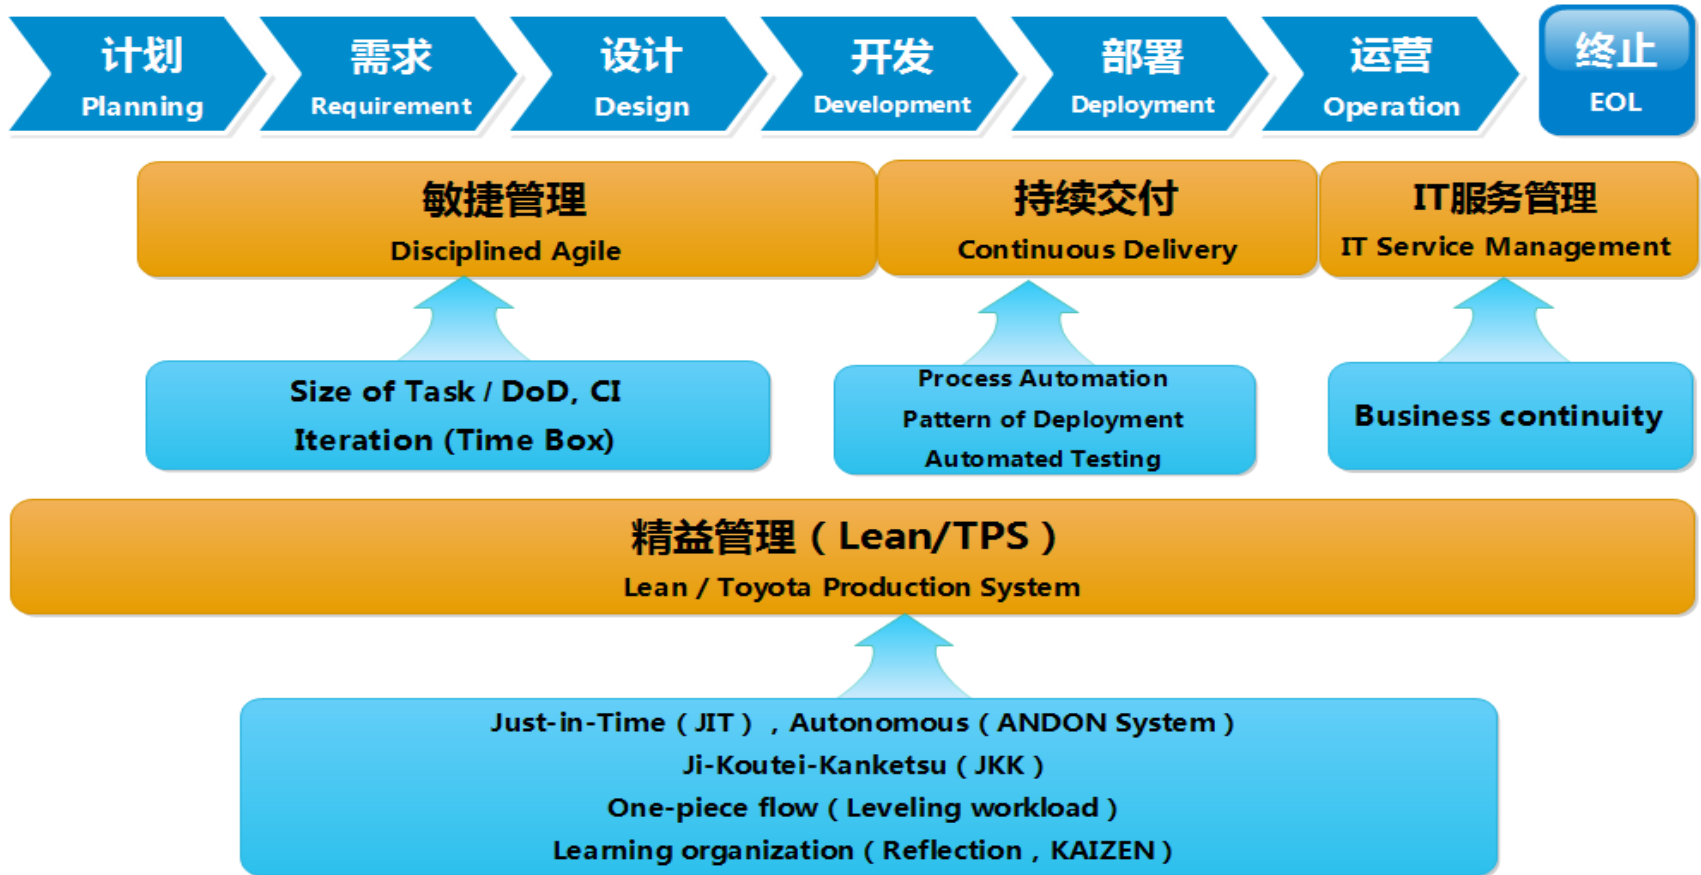 计划
Planning
需求
Requirement
设计
Design
开发
Development
部署
Deployment
运营
Operation
终止
EOL
敏捷管理
Disciplined Agile
持续交付
Continuous Delivery
IT服务管理
IT Service Management
Size of Task / DoD, CI
Iteration (Time Box)
Process Automation
Pattern of Deployment
Automated Testing
Business continuity
精益管理（Lean/TPS）
Lean / Toyota Production System
Just-in-Time（JIT），Autonomous（ANDON System）
Ji-Koutei-Kanketsu（JKK）
One-piece flow（Leveling workload）
Learning organization（Reflection，KAIZEN）